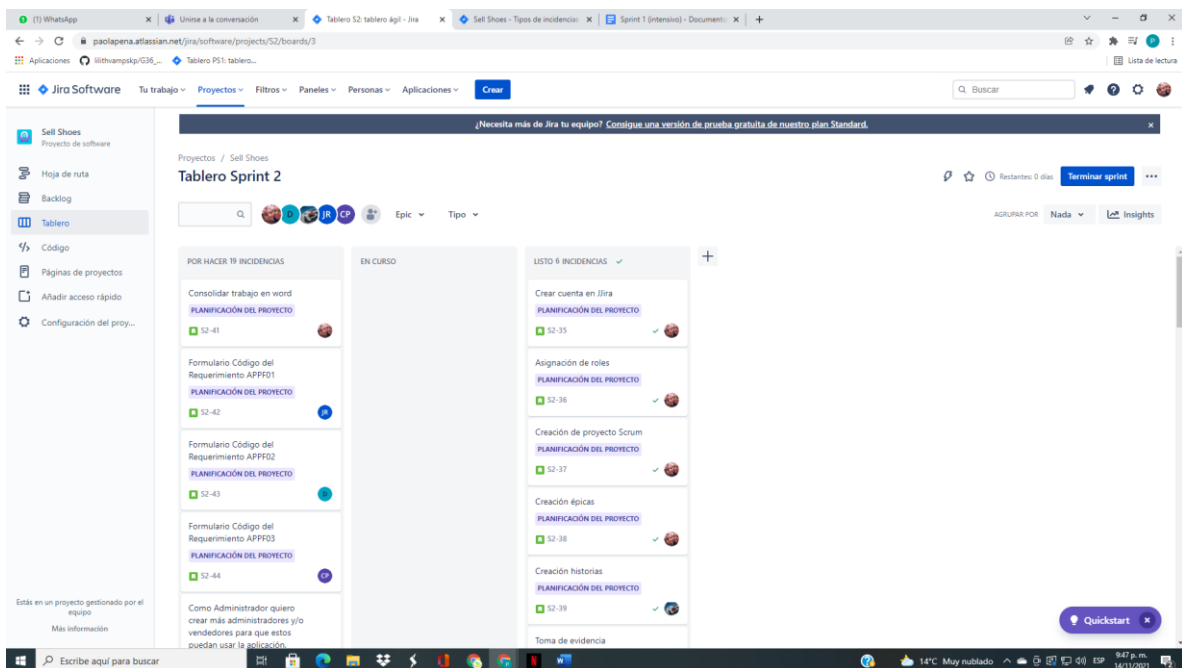 (1) WhatsApp
Unirse a la conversación
Tablero S2: tablero ágil - Jira
Sell Shoes - Tipos de incidencias
Sprint 1 (intensivo) - Documento
paolapena.atlassian.net/jira/software/projects/S2/boards/3
P
Aplicaciones
lilithvampskp/G36_...
Tablero PS1: tablero...
Lista de lectura
Jira Software
Tu trabajo
Proyectos
Filtros
Paneles
Personas
Aplicaciones
Crear
Buscar
¿Necesita más de Jira tu equipo? Consigue una versión de prueba gratuita de nuestro plan Standard.
Sell Shoes
Proyecto de software
Hoja de ruta
Backlog
Tablero
Código
Páginas de proyectos
Añadir acceso rápido
Configuración del proy...
Estás en un proyecto gestionado por el
equipo
Más información
Proyectos / Sell Shoes
Tablero Sprint 2
Restantes: 0 días
Terminar sprint
D
JR
CP
Epic
Tipo
AGRUPAR POR
Nada
Insights
POR HACER 19 INCIDENCIAS
Consolidar trabajo en word
PLANIFICACIÓN DEL PROYECTO
S2-41
Formulario Código del
Requerimiento APPF01
PLANIFICACIÓN DEL PROYECTO
S2-42
JR
Formulario Código del
Requerimiento APPF02
PLANIFICACIÓN DEL PROYECTO
S2-43
D
Formulario Código del
Requerimiento APPF03
PLANIFICACIÓN DEL PROYECTO
S2-44
CP
Como Administrador quiero
crear más administradores y/o
vendedores para que estos
puedan usar la aplicación.
EN CURSO
LISTO 6 INCIDENCIAS
Crear cuenta en JIira
PLANIFICACIÓN DEL PROYECTO
S2-35
Asignación de roles
PLANIFICACIÓN DEL PROYECTO
S2-36
Creación de proyecto Scrum
PLANIFICACIÓN DEL PROYECTO
S2-37
Creación épicas
PLANIFICACIÓN DEL PROYECTO
S2-38
Creación historias
PLANIFICACIÓN DEL PROYECTO
S2-39
Toma de evidencia
Quickstart
Escribe aquí para buscar
14°C Muy nublado
ESP
9:47 p. m.
14/11/2021